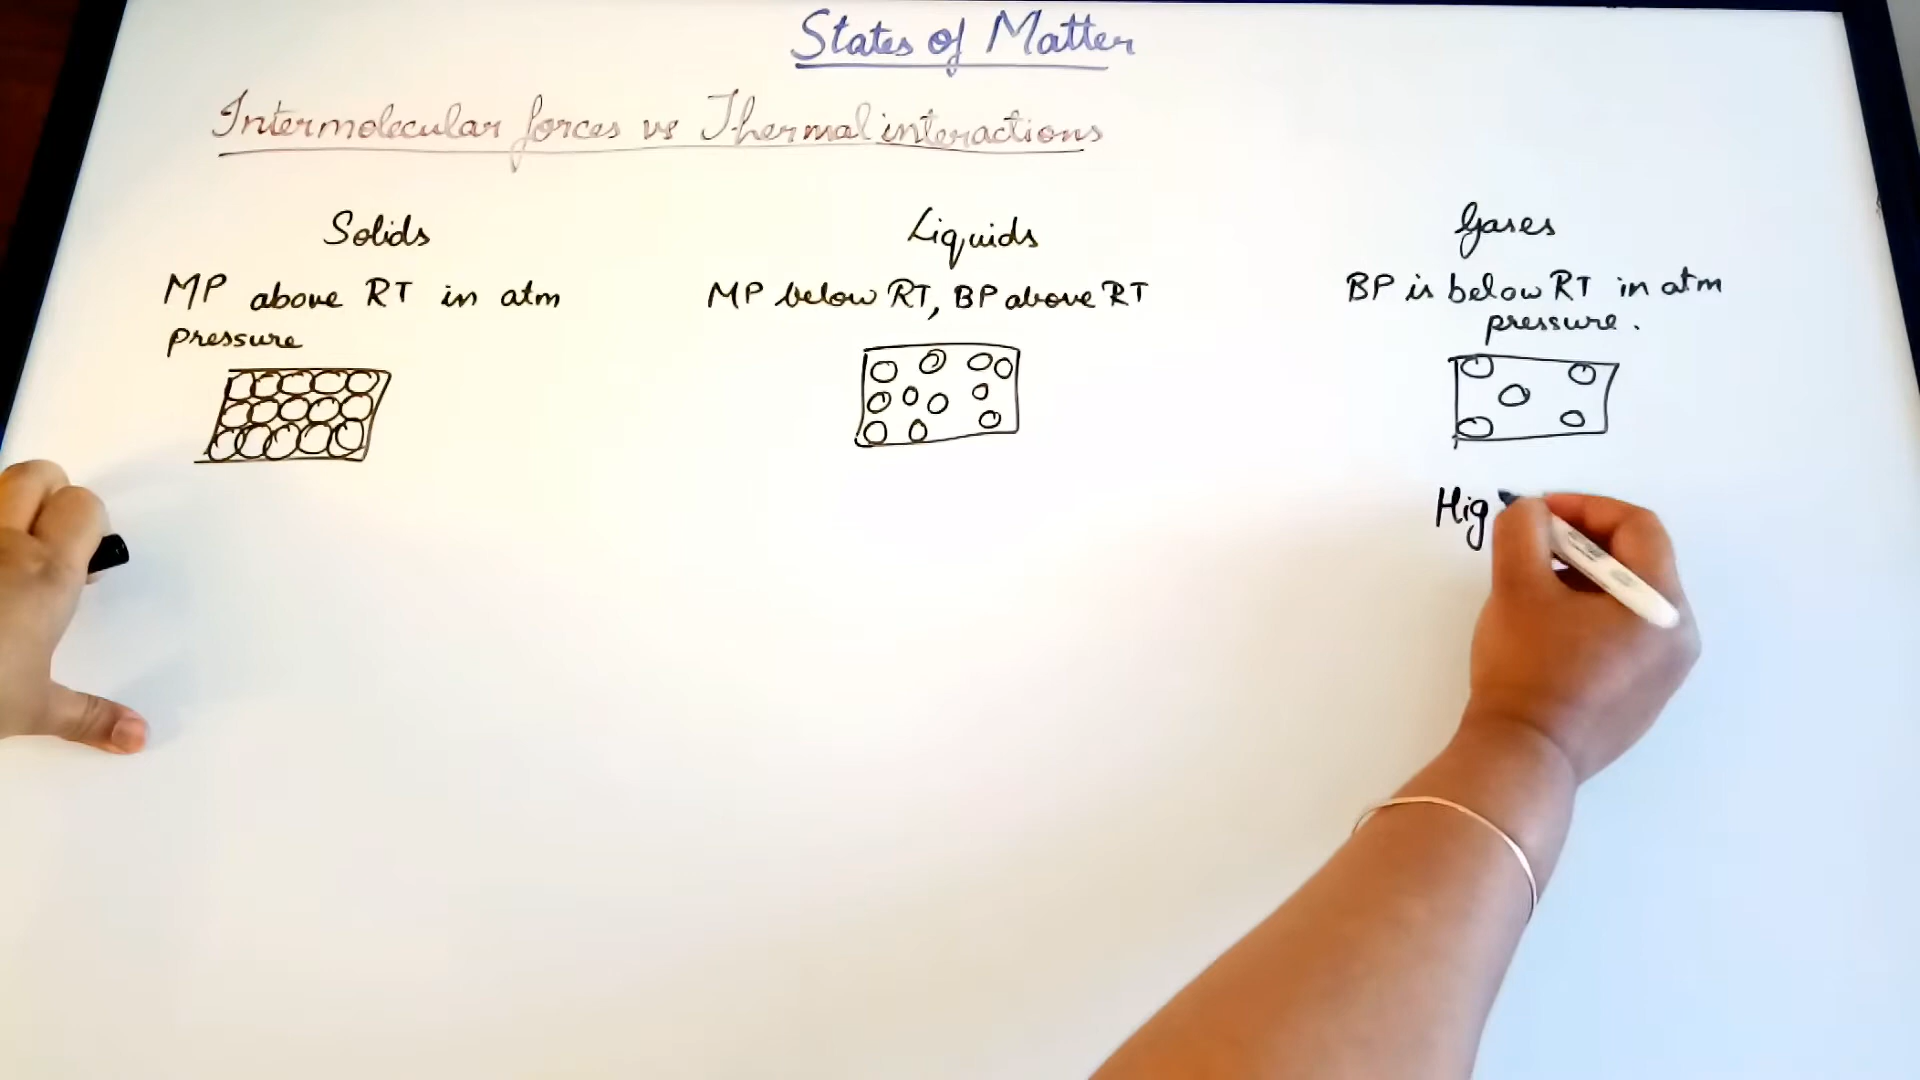 States of Matter
Intermolecular forces vs Thermal interactions
Solids
MP above RT in atm
pressure
Liquids
MP below RT, BP above RT
Gases
BP is below RT in atm
pressure.
Hig